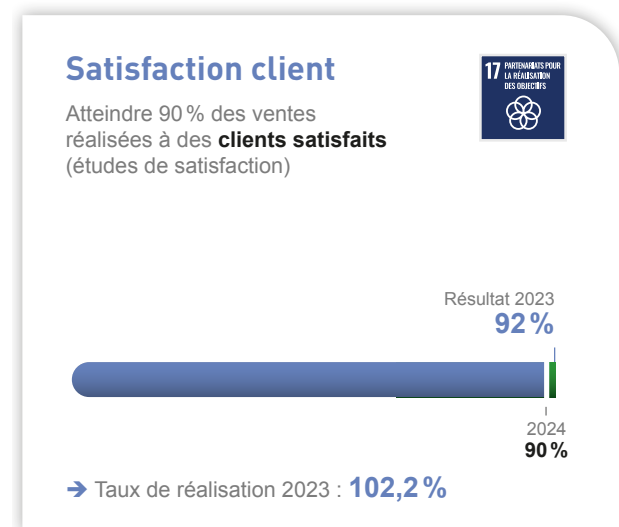 Satisfaction client
17 PARTENARIATS POUR
LA RÉALISATION
DES OBJECTIFS
Atteindre 90 % des ventes
réalisées à des clients satisfaits
(études de satisfaction)
Résultat 2023
92 %
2024
90 %
➔ Taux de réalisation 2023 : 102,2 %